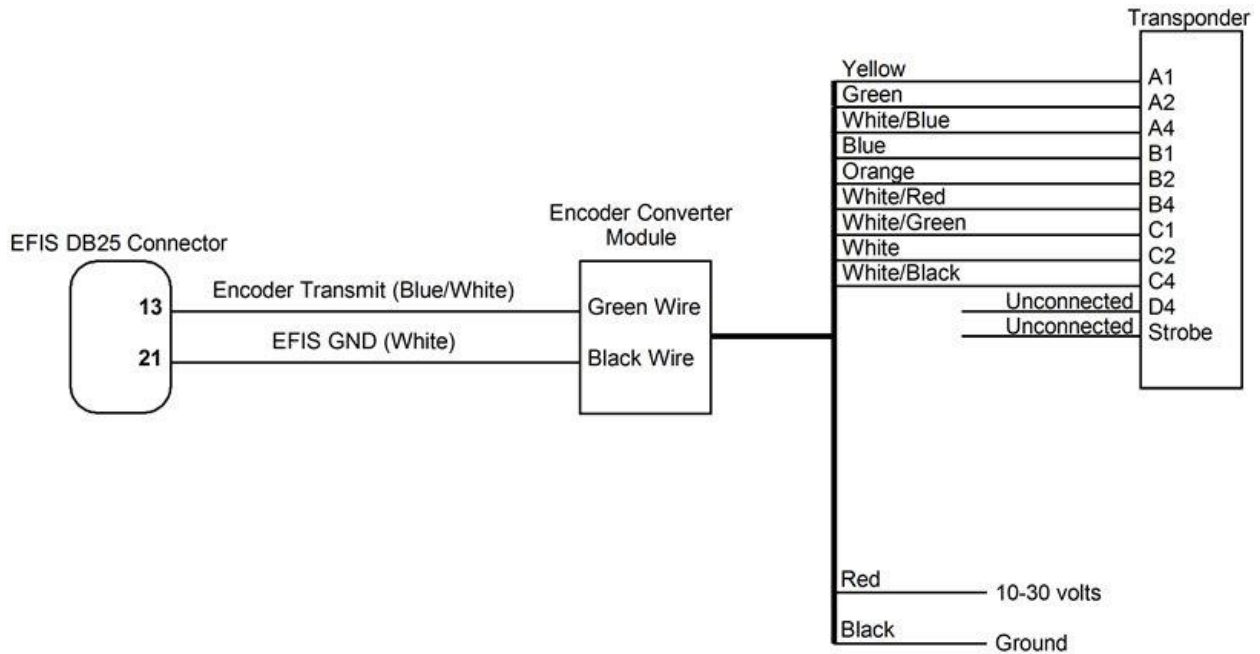 Transponder
Yellow
A1
Green
A2
White/Blue
A4
Blue
B1
Orange
B2
White/Red
B4
White/Green
C1
White
C2
White/Black
C4
Unconnected
D4
Unconnected
Strobe
Encoder Converter
Module
EFIS DB25 Connector
13
Encoder Transmit (Blue/White)
Green Wire
21
EFIS GND (White)
Black Wire
Red
10-30 volts
Black
Ground